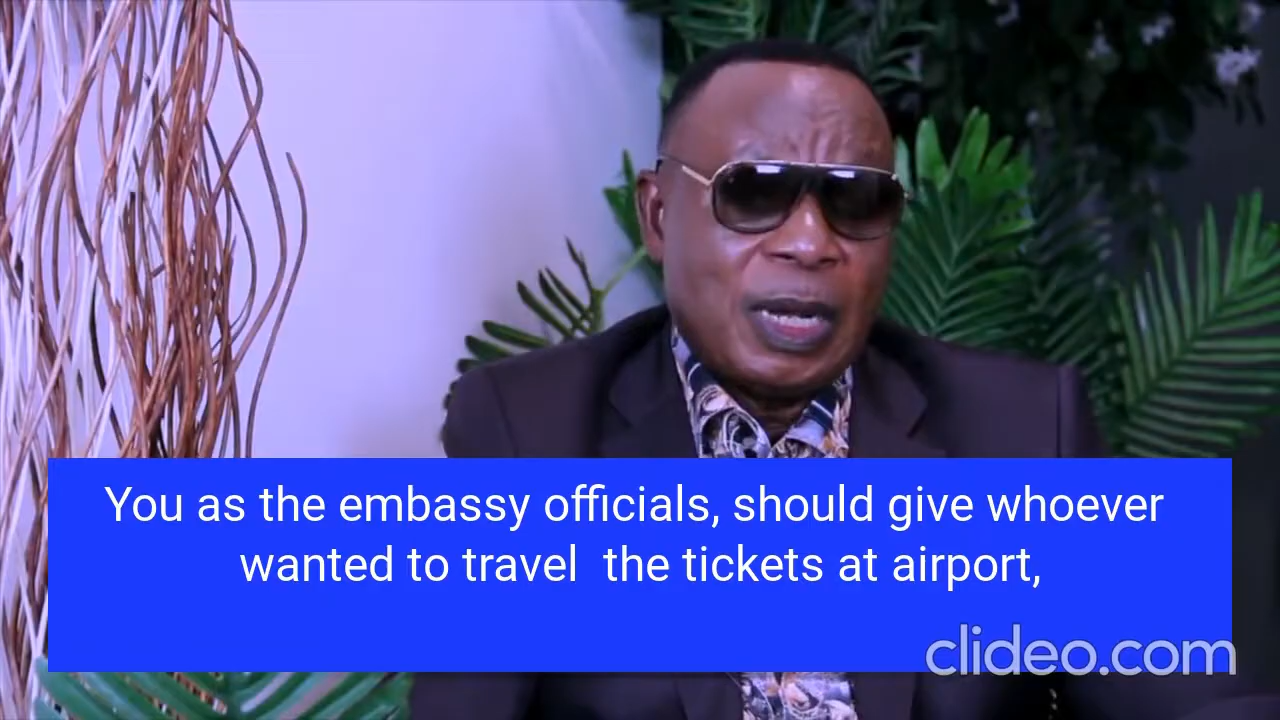 You as the embassy officials, should give whoever
wanted to travel  the tickets at airport,
clideo.com